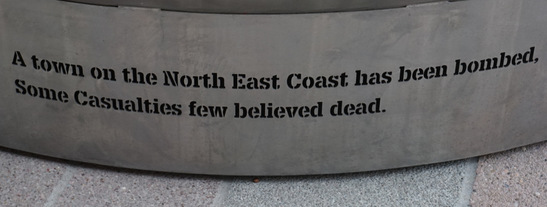 A town on the North East Coast has been bombed,
Some Casualties few believed dead.